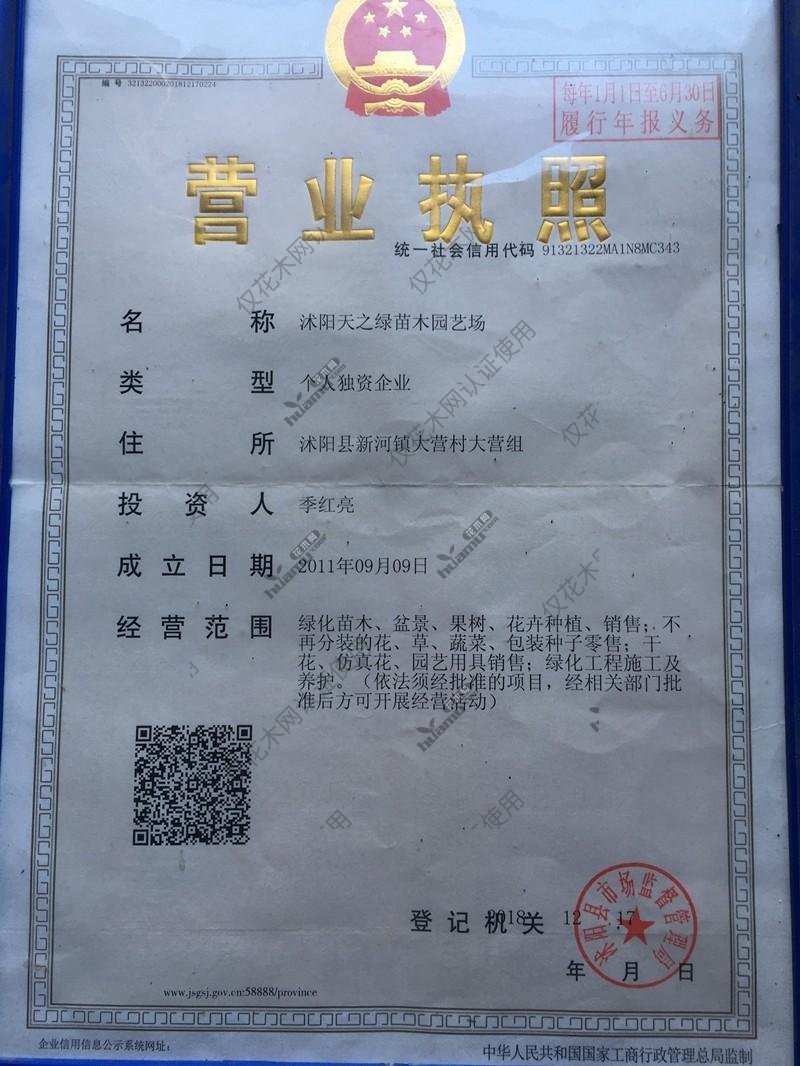 编 号 321322000201812170224
每年1月1日至6月30日
履行年报义务
营业执照
统一社会信用代码 91321322MA1N8MC343
名称 沭阳天之绿苗木园艺场
类型 个人独资企业
住所 沭阳县新河镇大营村大营组
投资人 季红亮
成立日期 2011年09月09日
经营范围 绿化苗木、盆景、果树、花卉种植、销售；不
再分装的花、草、蔬菜、包装种子零售；干
花、仿真花、园艺用具销售；绿化工程施工及
养护。（依法须经批准的项目，经相关部门批
准后方可开展经营活动）
登记机关
2018 12 17
年 月 日
沭阳县市场监督管理局
www.jsgsj.gov.cn:58888/province
企业信用信息公示系统网址：
中华人民共和国国家工商行政管理总局监制
仅花木网认证使用
花木网
huamu.com